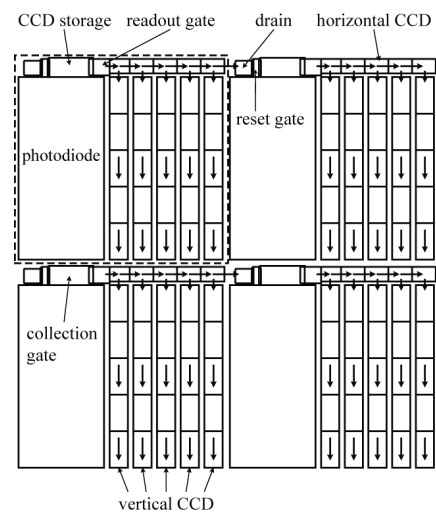 CCD storage
readout gate
drain
horizontal CCD
reset gate
photodiode
collection
gate
vertical CCD